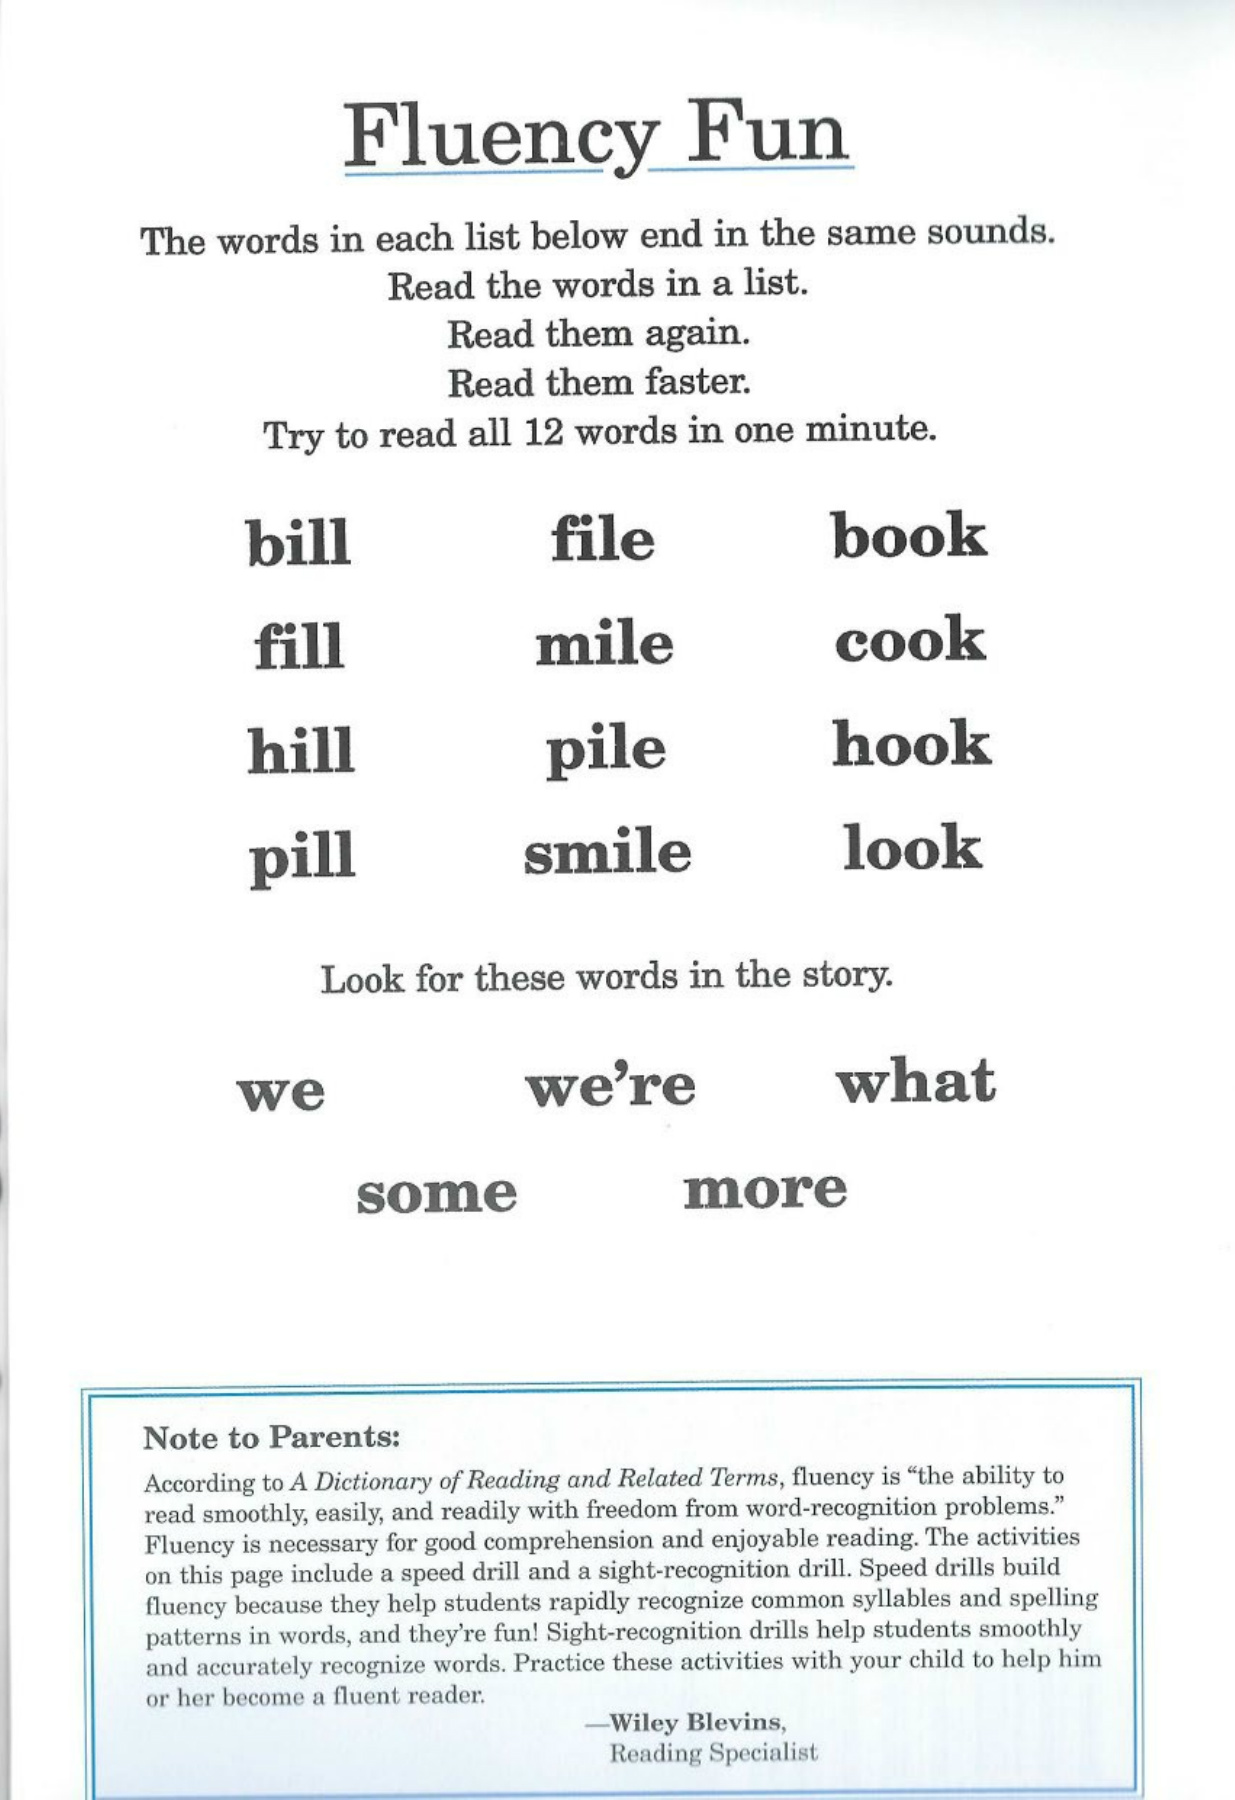 Fluency Fun
The words in each list below end in the same sounds.
Read the words in a list.
Read them again.
Read them faster.
Try to read all 12 words in one minute.
bill file book
fill mile cook
hill pile hook
pill smile look
Look for these words in the story.
we we're what
some more
Note to Parents:
According to A Dictionary of Reading and Related Terms, fluency is “the ability to
read smoothly, easily, and readily with freedom from word-recognition problems.”
Fluency is necessary for good comprehension and enjoyable reading. The activities
on this page include a speed drill and a sight-recognition drill. Speed drills build
fluency because they help students rapidly recognize common syllables and spelling
patterns in words, and they’re fun! Sight-recognition drills help students smoothly
and accurately recognize words. Practice these activities with your child to help him
or her become a fluent reader.
—Wiley Blevins,
Reading Specialist